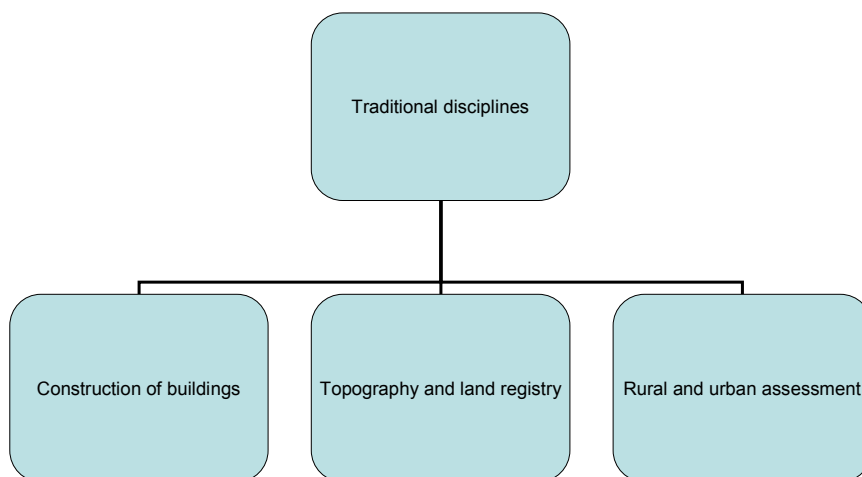 Traditional disciplines
Construction of buildings
Topography and land registry
Rural and urban assessment